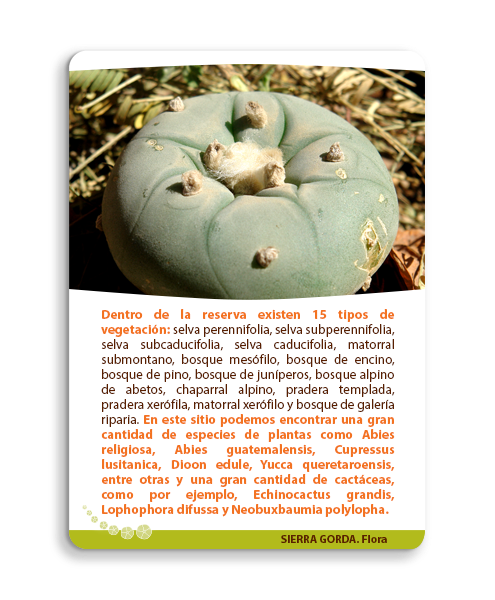 Dentro de la reserva existen 15 tipos de
vegetación: selva perennifolia, selva subperennifolia,
selva subcaducifolia, selva caducifolia, matorral
submontano, bosque mesófilo, bosque de encino,
bosque de pino, bosque de juníperos, bosque alpino
de abetos, chaparral alpino, pradera templada,
pradera xerófila, matorral xerófilo y bosque de galería
riparia. En este sitio podemos encontrar una gran
cantidad de especies de plantas como Abies
religiosa, Abies guatemalensis, Cupressus
lusitanica, Dioon edule, Yucca queretaroensis,
entre otras y una gran cantidad de cactáceas,
como por ejemplo, Echinocactus grandis,
Lophophora difussa y Neobuxbaumia polylopha.
SIERRA GORDA. Flora